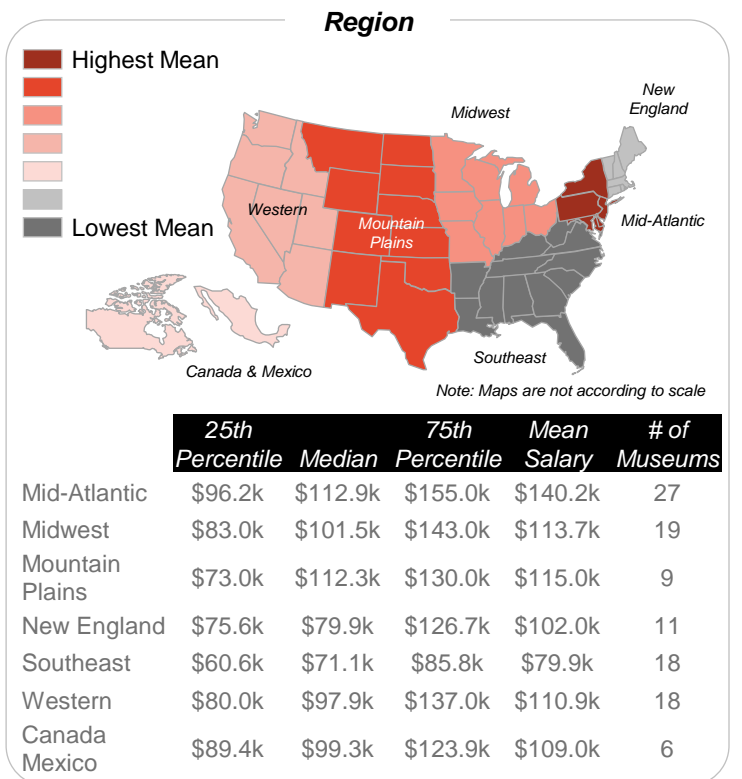 Region
Highest Mean
Lowest Mean
New
England
Midwest
Western
Mountain
Plains
Mid-Atlantic
Southeast
Canada & Mexico
Note: Maps are not according to scale
25th Percentile Median 75th Percentile Mean Salary # of Museums
Mid-Atlantic $96.2k $112.9k $155.0k $140.2k 27
Midwest $83.0k $101.5k $143.0k $113.7k 19
Mountain Plains $73.0k $112.3k $130.0k $115.0k 9
New England $75.6k $79.9k $126.7k $102.0k 11
Southeast $60.6k $71.1k $85.8k $79.9k 18
Western $80.0k $97.9k $137.0k $110.9k 18
Canada Mexico $89.4k $99.3k $123.9k $109.0k 6